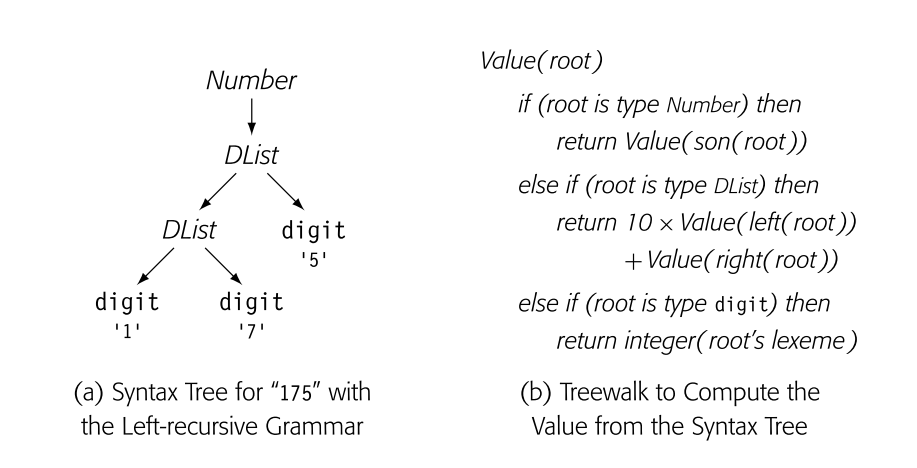 Number
DList
DList
digit
'5'
digit
'1'
digit
'7'
(a) Syntax Tree for “175” with
the Left-recursive Grammar
Value(root)
if (root is type Number) then
return Value(son(root))
else if (root is type DList) then
return 10 × Value(left(root))
+ Value(right(root))
else if (root is type digit) then
return integer(root's lexeme)
(b) Treewalk to Compute the
Value from the Syntax Tree